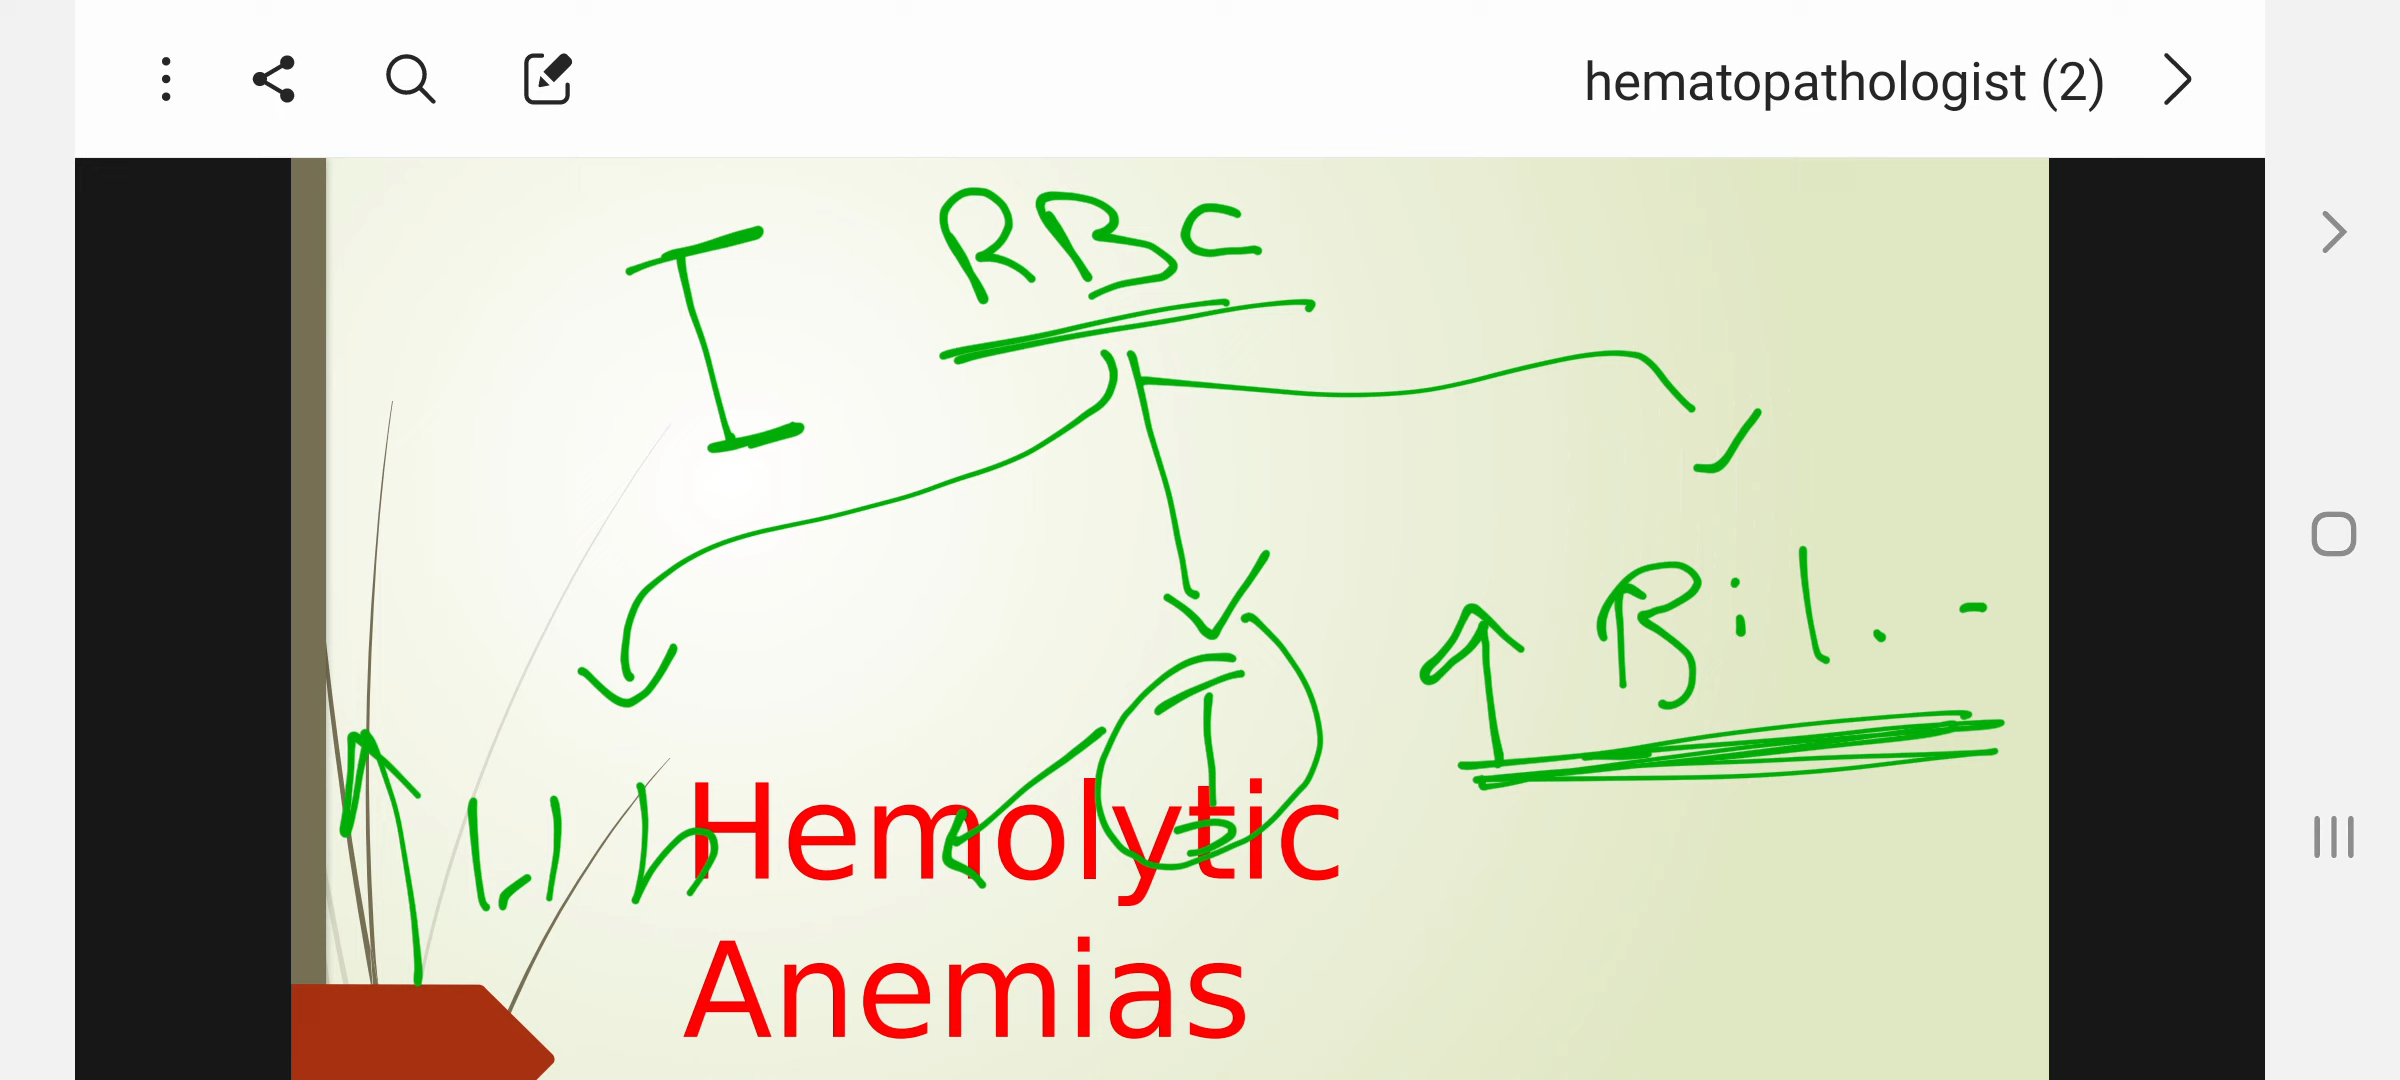 hematopathologist (2)
RBC
I
I
Bil.
Hemolytic
Anemias